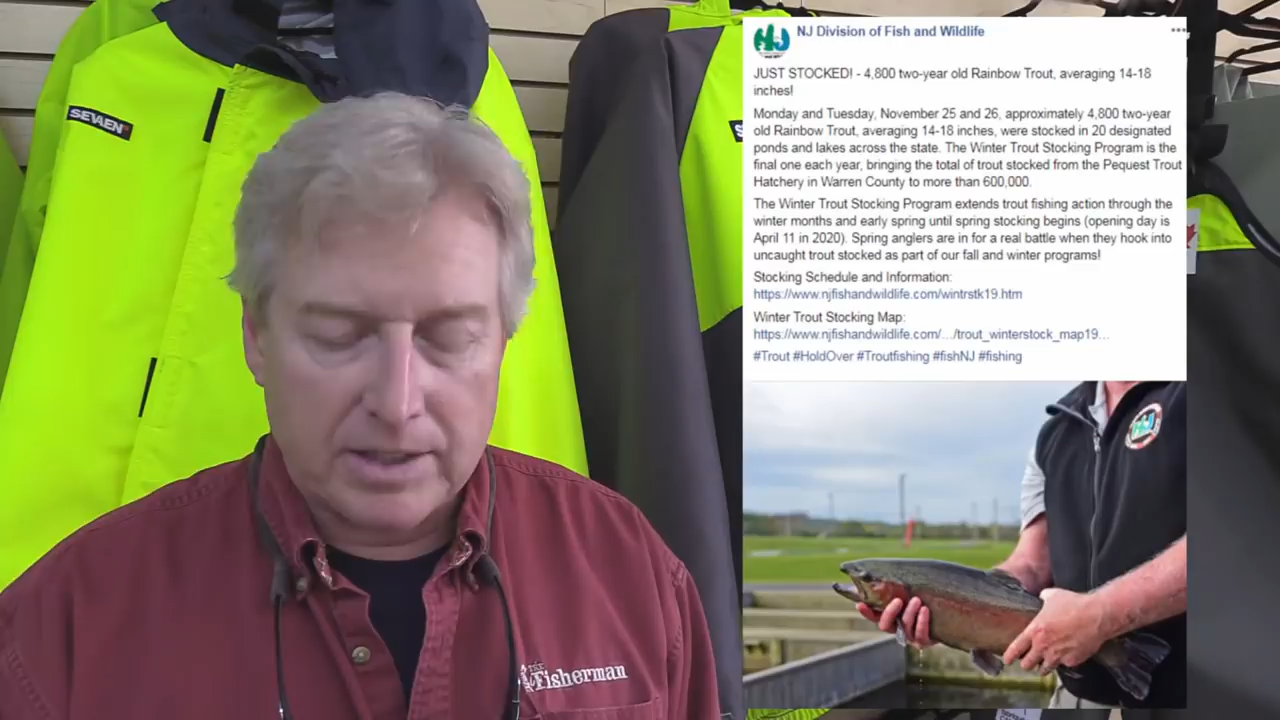 SEVAEN
NJ Division of Fish and Wildlife
JUST STOCKED! - 4,800 two-year old Rainbow Trout, averaging 14-18
inches!
Monday and Tuesday, November 25 and 26, approximately 4,800 two-year
old Rainbow Trout, averaging 14-18 inches, were stocked in 20 designated
ponds and lakes across the state. The Winter Trout Stocking Program is the
final one each year, bringing the total of trout stocked from the Pequest Trout
Hatchery in Warren County to more than 600,000.
The Winter Trout Stocking Program extends trout fishing action through the
winter months and early spring until spring stocking begins (opening day is
April 11 in 2020). Spring anglers are in for a real battle when they hook into
uncaught trout stocked as part of our fall and winter programs!
Stocking Schedule and Information:
https://www.njfishandwildlife.com/wintrstk19.htm
Winter Trout Stocking Map:
https://www.njfishandwildlife.com/.../trout_winterstock_map19...
#Trout #HoldOver #Troutfishing #fishNJ #fishing
The
Fisherman